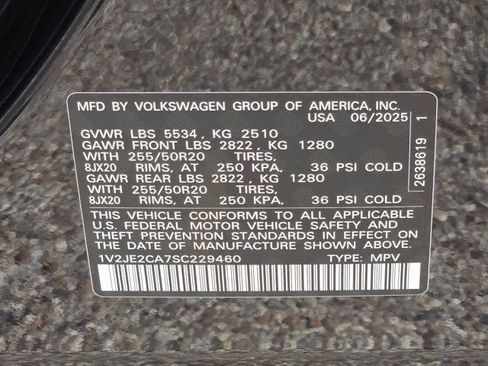 MFD BY VOLKSWAGEN GROUP OF AMERICA, INC.
USA 06/2025
GVWR LBS 5534 , KG 2510
GAWR FRONT LBS 2822 , KG 1280
WITH 255/50R20 TIRES,
8JX20 RIMS, AT 250 KPA, 36 PSI COLD
GAWR REAR LBS 2822 , KG 1280
WITH 255/50R20 TIRES,
8JX20 RIMS, AT 250 KPA, 36 PSI COLD
THIS VEHICLE CONFORMS TO ALL APPLICABLE
U.S. FEDERAL MOTOR VEHICLE SAFETY AND
THEFT PREVENTION STANDARDS IN EFFECT ON
THE DATE OF MANUFACTURE SHOWN ABOVE.
1V2JE2CA7SC229460 TYPE: MPV
2638619 1